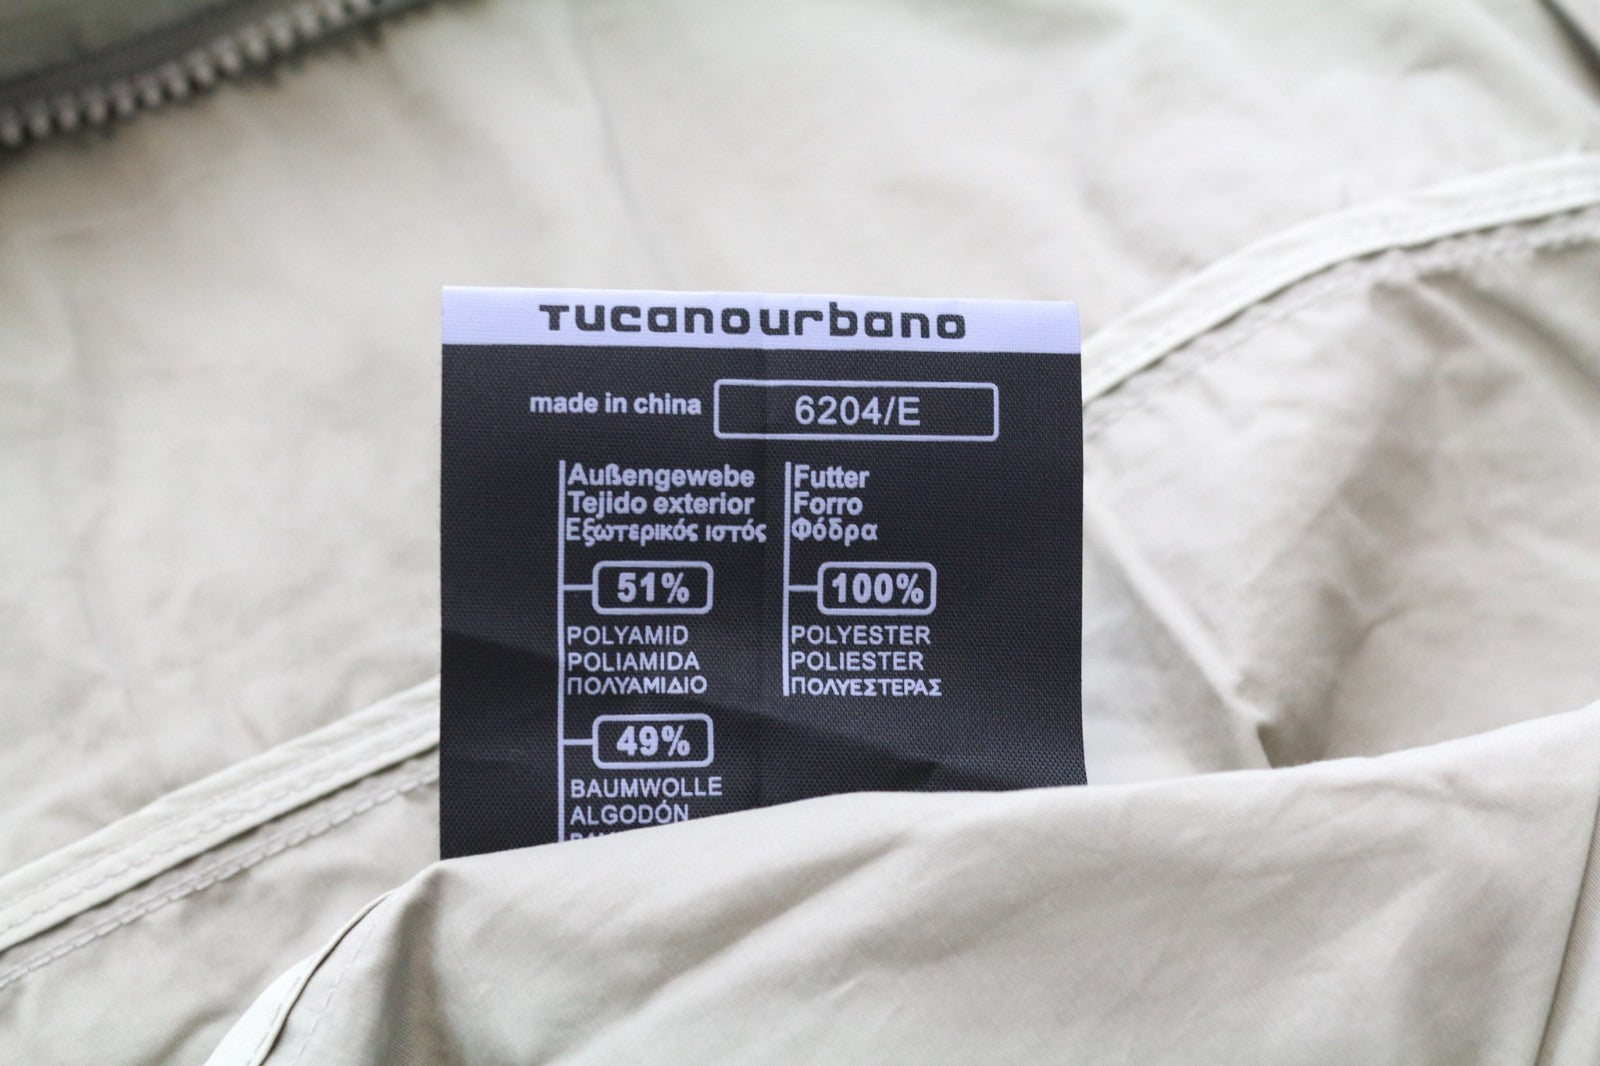 Tucanourbano
made in china 6204/E
Außengewebe
Tejido exterior
Εξωτερικός ιστός
51%
POLYAMID
POLIAMIDA
ΠΟΛΥΑΜΙΔΙΟ
49%
BAUMWOLLE
ALGODÓN
Futter
Forro
Φόδρα
100%
POLYESTER
POLIESTER
ΠΟΛΥΕΣΤΕΡΑΣ